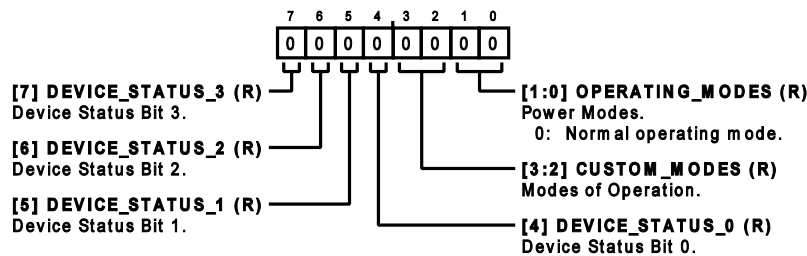 7 6 5 4 3 2 1 0
0 0 0 0 0 0 0 0
[7] DEVICE_STATUS_3 (R)
Device Status Bit 3.
[6] DEVICE_STATUS_2 (R)
Device Status Bit 2.
[5] DEVICE_STATUS_1 (R)
Device Status Bit 1.
[1:0] OPERATING_MODES (R)
Power Modes.
0: Normal operating mode.
[3:2] CUSTOM_MODES (R)
Modes of Operation.
[4] DEVICE_STATUS_0 (R)
Device Status Bit 0.